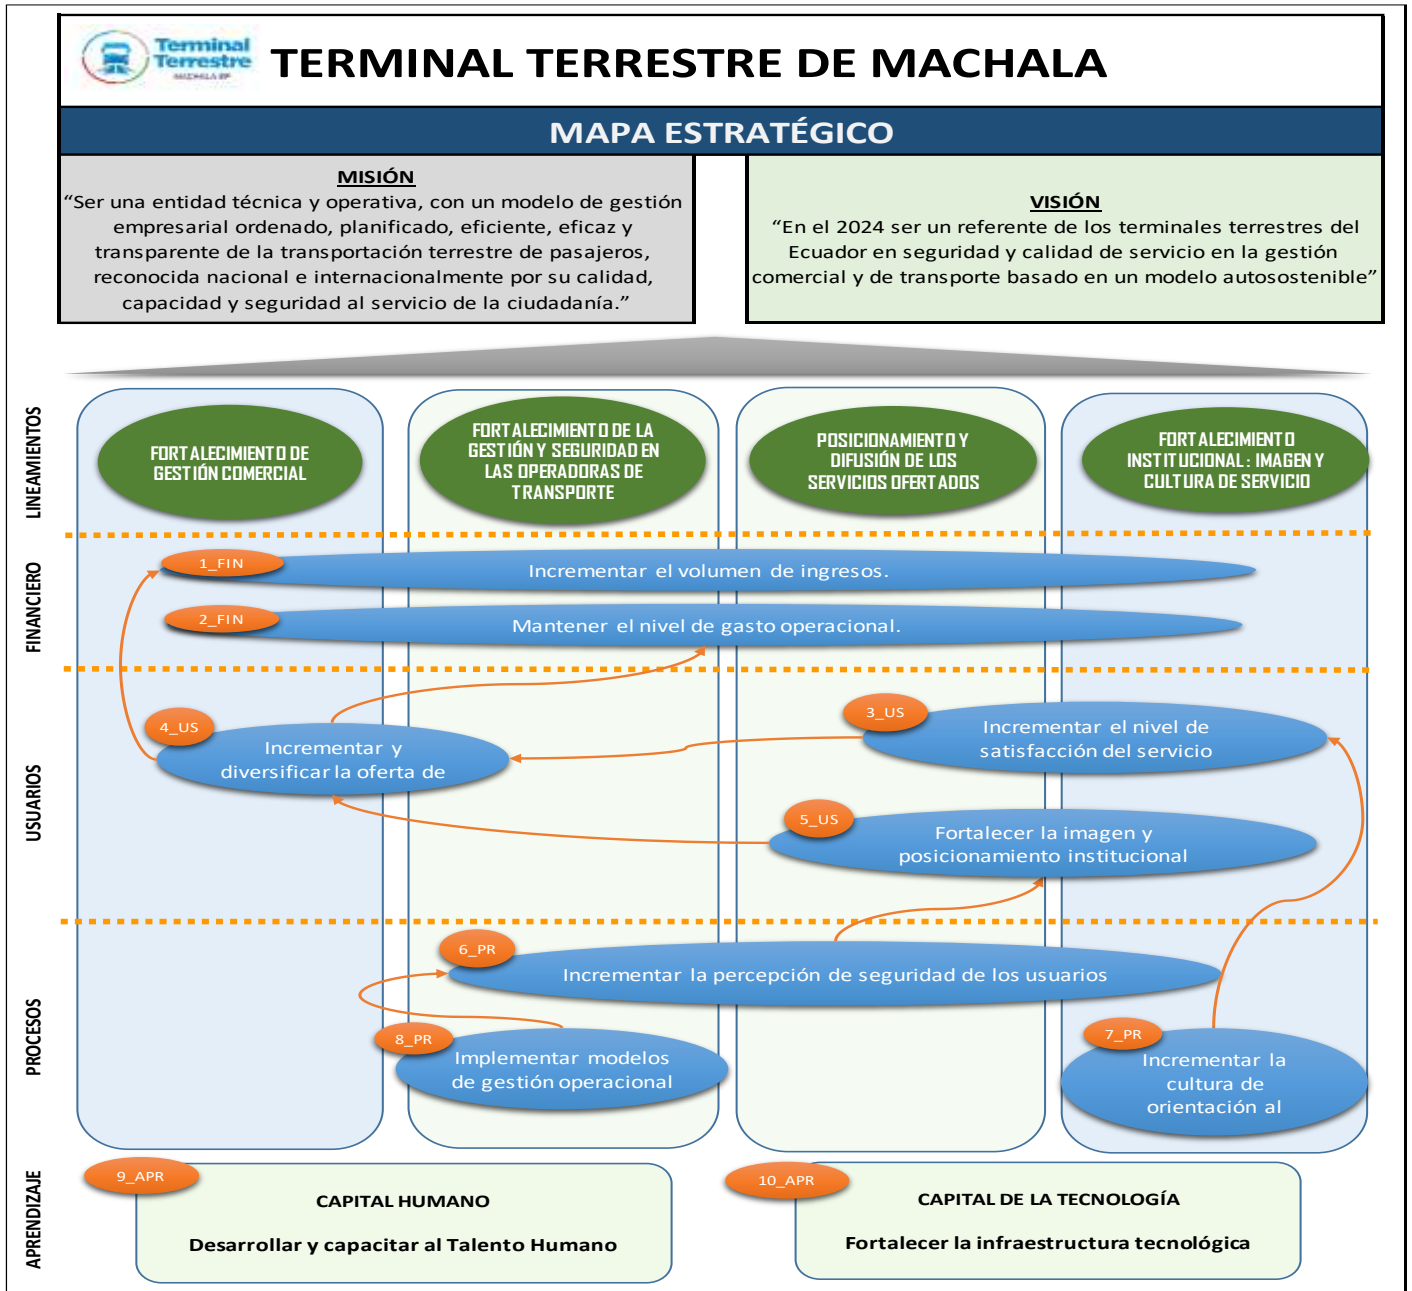 Terminal
Terrestre
MACHALA EP
TERMINAL TERRESTRE DE MACHALA
MAPA ESTRATÉGICO
MISIÓN
“Ser una entidad técnica y operativa, con un modelo de gestión
empresarial ordenado, planificado, eficiente, eficaz y
transparente de la transportación terrestre de pasajeros,
reconocida nacional e internacionalmente por su calidad,
capacidad y seguridad al servicio de la ciudadanía.”
VISIÓN
“En el 2024 ser un referente de los terminales terrestres del
Ecuador en seguridad y calidad de servicio en la gestión
comercial y de transporte basado en un modelo autosostenible”
LINEAMIENTOS
FORTALECIMIENTO DE
GESTIÓN COMERCIAL
FORTALECIMIENTO DE LA
GESTIÓN Y SEGURIDAD EN
LAS OPERADORAS DE
TRANSPORTE
POSICIONAMIENTO Y
DIFUSIÓN DE LOS
SERVICIOS OFERTADOS
FORTALECIMIENTO
INSTITUCIONAL: IMAGEN Y
CULTURA DE SERVICIO
FINANCIERO
1_FIN
Incrementar el volumen de ingresos.
2_FIN
Mantener el nivel de gasto operacional.
USUARIOS
4_US
Incrementar y
diversificar la oferta de
3_US
Incrementar el nivel de
satisfacción del servicio
5_US
Fortalecer la imagen y
posicionamiento institucional
PROCESOS
6_PR
Incrementar la percepción de seguridad de los usuarios
8_PR
Implementar modelos
de gestión operacional
7_PR
Incrementar la
cultura de
orientación al
APRENDIZAJE
9_APR
CAPITAL HUMANO
Desarrollar y capacitar al Talento Humano
10_APR
CAPITAL DE LA TECNOLOGÍA
Fortalecer la infraestructura tecnológica